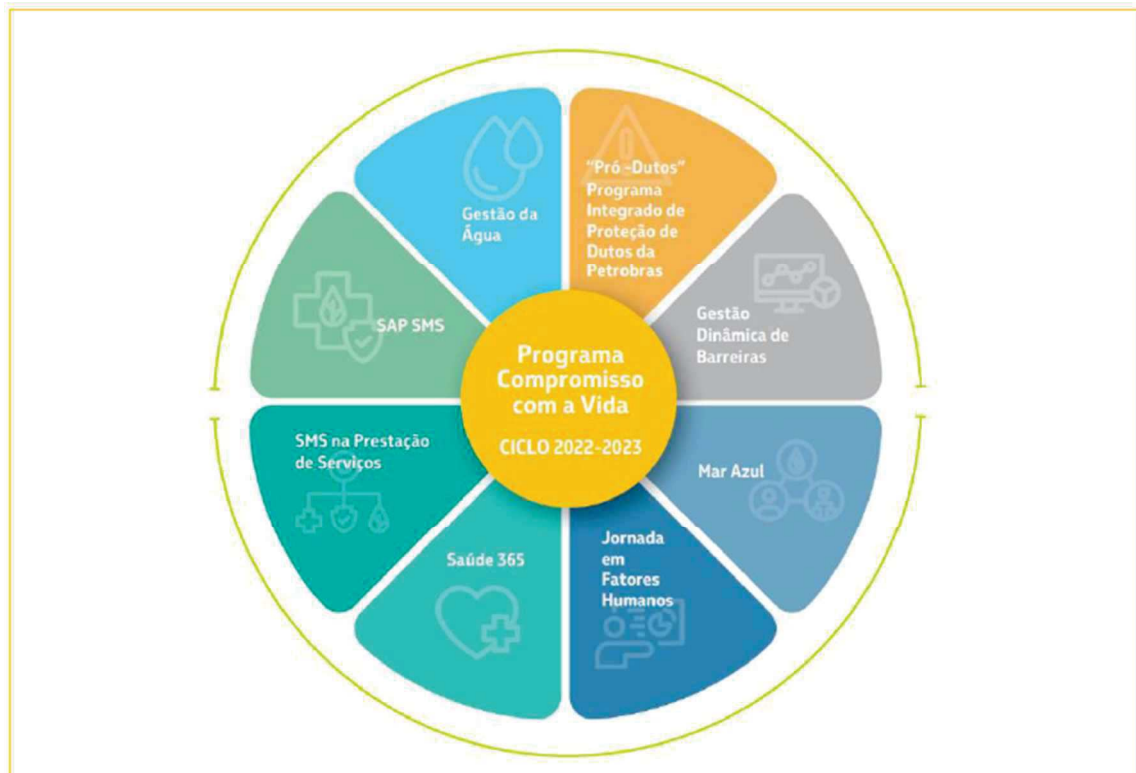 "Pró -Dutos"
Programa
Integrado de
Proteção de
Dutos da
Petrobras
Gestão
Dinâmica de
Barreiras
Mar Azul
Jornada
em
Fatores
Humanos
Saúde 365
SMS na Prestação
de Serviços
SAP SMS
Gestão da
Água
Programa
Compromisso
com a Vida
CICLO 2022-2023